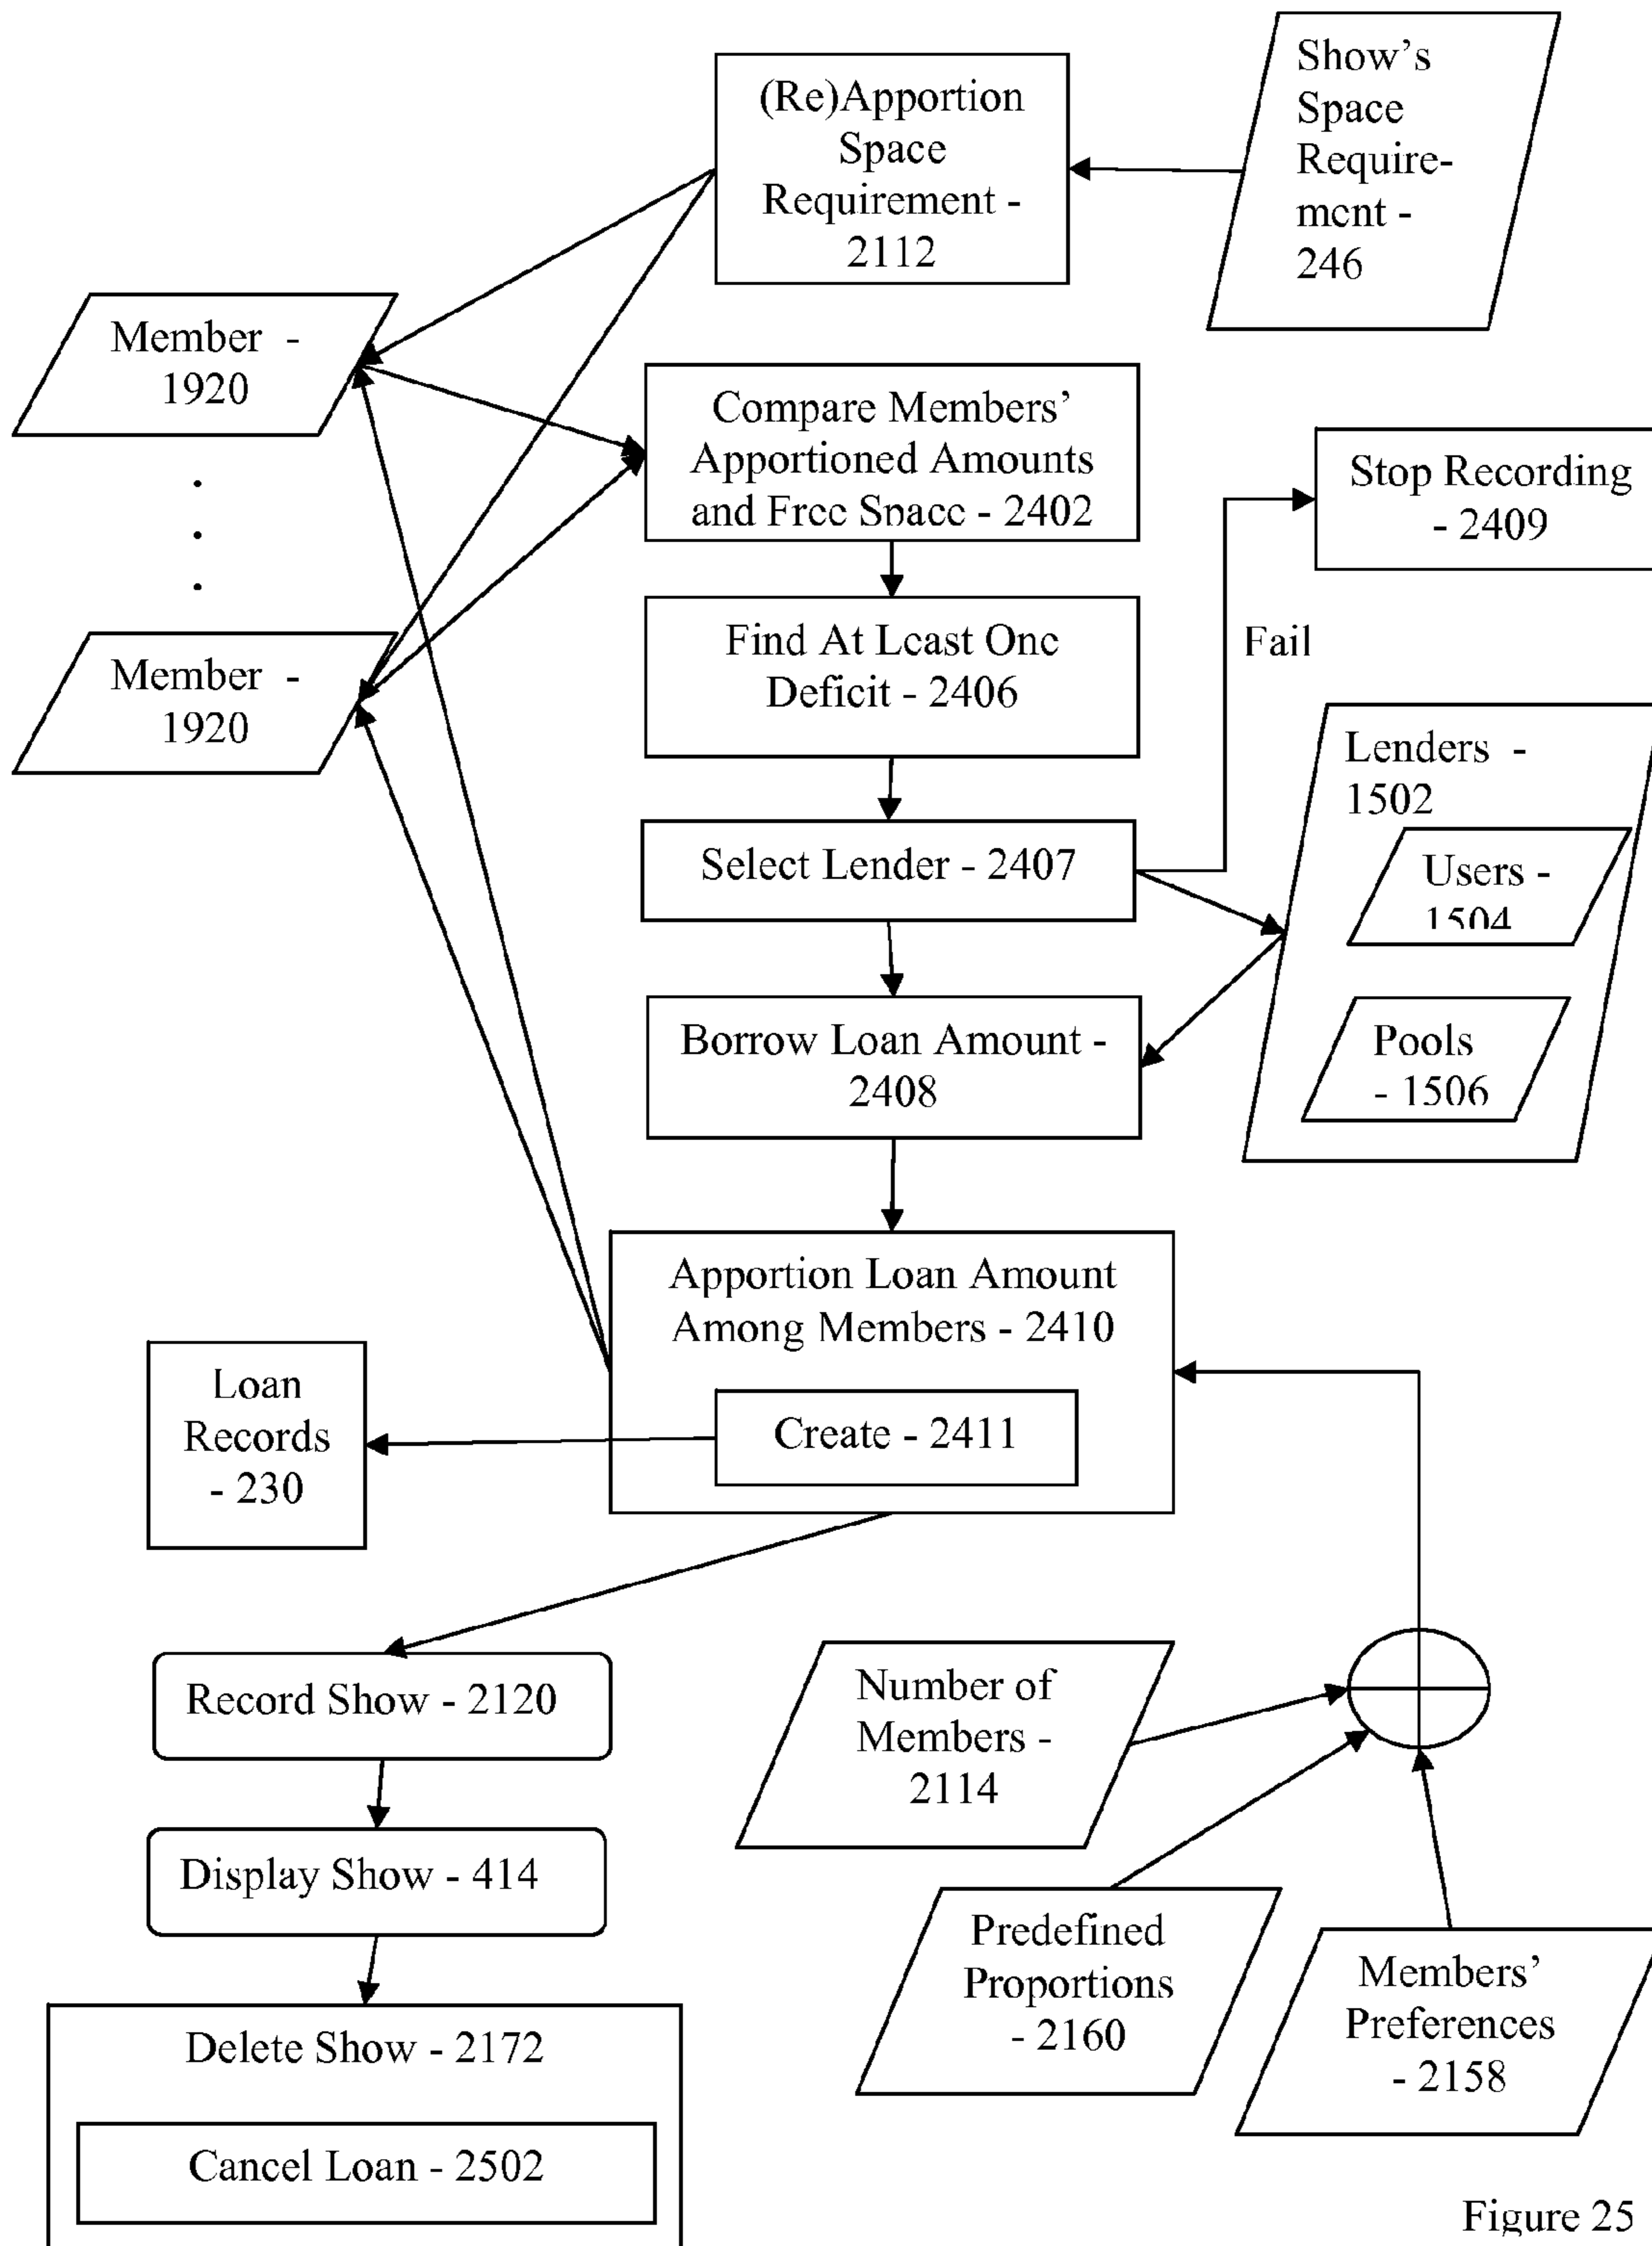 (Re)Apportion
Space
Requirement -
2112
Show's
Space
Require-
ment -
246
Member -
1920
Compare Members'
Apportioned Amounts
and Free Space - 2402
Stop Recording
- 2409
Find At Least One
Deficit - 2406
Fail
Member -
1920
Lenders -
1502
Select Lender - 2407
Users -
1504
Borrow Loan Amount -
2408
Pools
- 1506
Apportion Loan Amount
Among Members - 2410
Loan
Records
- 230
Create - 2411
Record Show - 2120
Number of
Members -
2114
Display Show - 414
Predefined
Proportions
- 2160
Members'
Preferences
- 2158
Delete Show - 2172
Cancel Loan - 2502
Figure 25